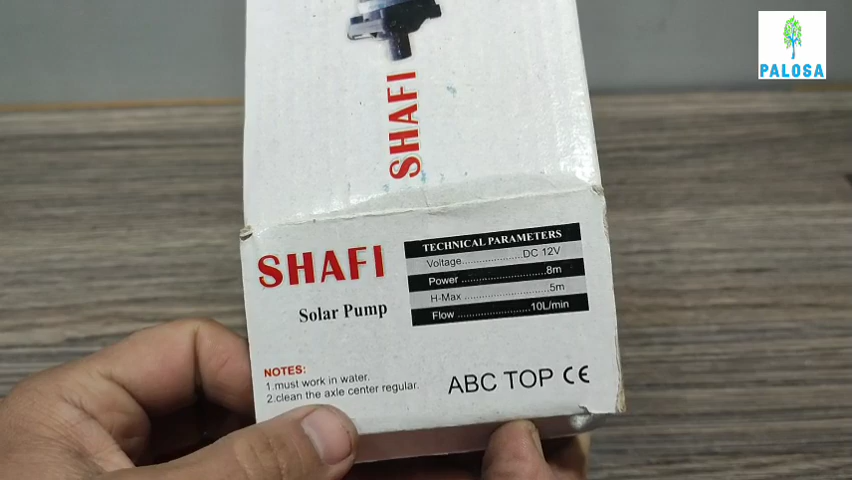 PALOSA
SHAFI
SHAFI
Solar Pump
TECHNICAL PARAMETERS
Voltage.....................DC 12V
Power ..........................8m
H-Max ..........................5m
Flow ......................10L/min
NOTES:
1.must work in water.
2.clean the axle center regular.
ABC TOP CE